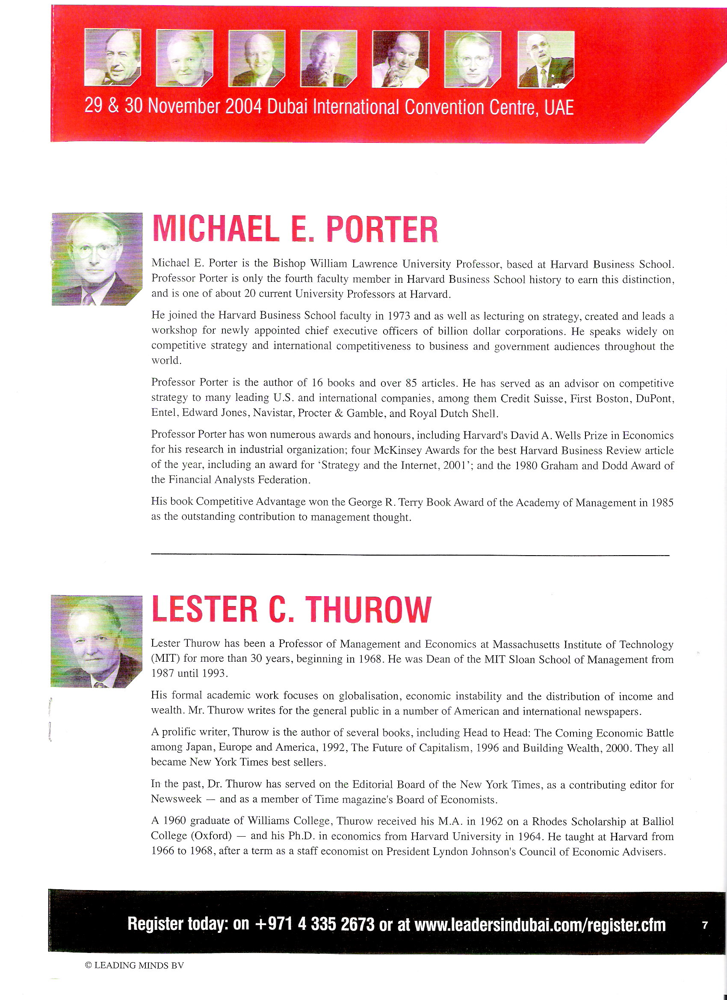 29 & 30 November 2004 Dubai International Convention Centre, UAE
MICHAEL E. PORTER
Michael E. Porter is the Bishop William Lawrence University Professor, based at Harvard Business School.
Professor Porter is only the fourth faculty member in Harvard Business School history to earn this distinction,
and is one of about 20 current University Professors at Harvard.
He joined the Harvard Business School faculty in 1973 and as well as lecturing on strategy, created and leads a
workshop for newly appointed chief executive officers of billion dollar corporations. He speaks widely on
competitive strategy and international competitiveness to business and government audiences throughout the
world.
Professor Porter is the author of 16 books and over 85 articles. He has served as an advisor on competitive
strategy to many leading U.S. and international companies, among them Credit Suisse, First Boston, DuPont,
Entel, Edward Jones, Navistar, Procter & Gamble, and Royal Dutch Shell.
Professor Porter has won numerous awards and honours, including Harvard's David A. Wells Prize in Economics
for his research in industrial organization; four McKinsey Awards for the best Harvard Business Review article
of the year, including an award for ‘Strategy and the Internet, 2001’; and the 1980 Graham and Dodd Award of
the Financial Analysts Federation.
His book Competitive Advantage won the George R. Terry Book Award of the Academy of Management in 1985
as the outstanding contribution to management thought.
LESTER C. THUROW
Lester Thurow has been a Professor of Management and Economics at Massachusetts Institute of Technology
(MIT) for more than 30 years, beginning in 1968. He was Dean of the MIT Sloan School of Management from
1987 until 1993.
His formal academic work focuses on globalisation, economic instability and the distribution of income and
wealth. Mr. Thurow writes for the general public in a number of American and international newspapers.
A prolific writer, Thurow is the author of several books, including Head to Head: The Coming Economic Battle
among Japan, Europe and America, 1992, The Future of Capitalism, 1996 and Building Wealth, 2000. They all
became New York Times best sellers.
In the past, Dr. Thurow has served on the Editorial Board of the New York Times, as a contributing editor for
Newsweek — and as a member of Time magazine's Board of Economists.
A 1960 graduate of Williams College, Thurow received his M.A. in 1962 on a Rhodes Scholarship at Balliol
College (Oxford) — and his Ph.D. in economics from Harvard University in 1964. He taught at Harvard from
1966 to 1968, after a term as a staff economist on President Lyndon Johnson's Council of Economic Advisers.
Register today: on +971 4 335 2673 or at www.leadersindubai.com/register.cfm
7
© LEADING MINDS BV